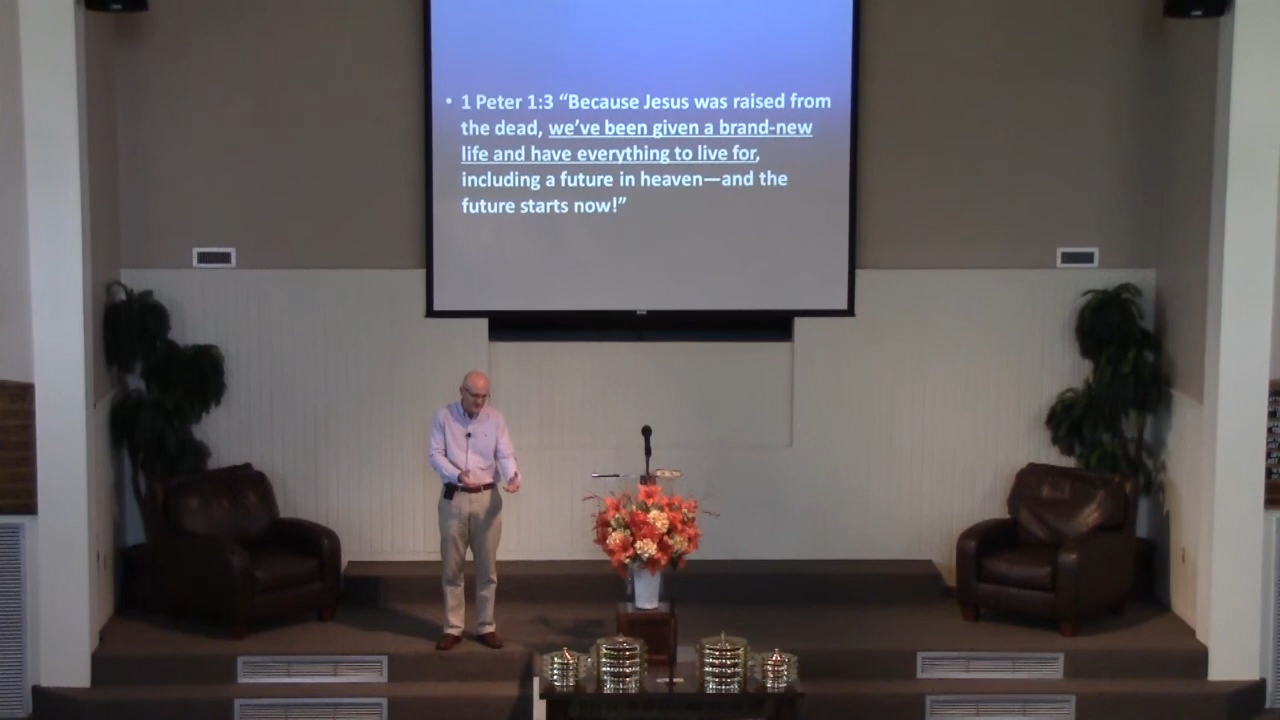 • 1 Peter 1:3 “Because Jesus was raised from
the dead, we’ve been given a brand-new
life and have everything to live for,
including a future in heaven—and the
future starts now!”